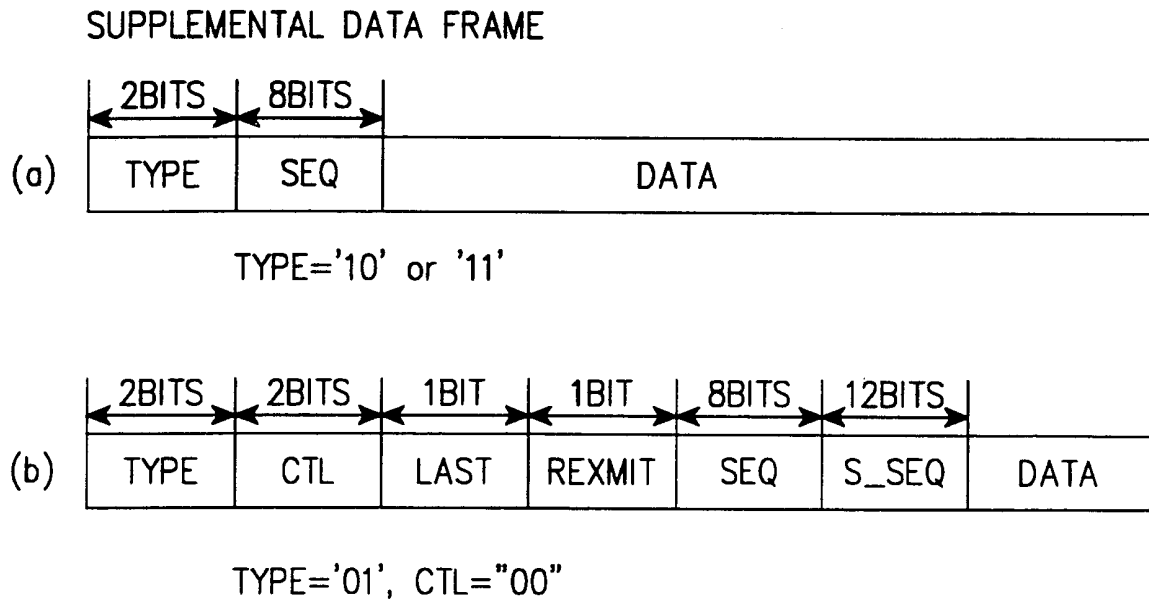 SUPPLEMENTAL DATA FRAME
2BITS 8BITS
(a) TYPE SEQ DATA
TYPE='10' or '11'
2BITS 2BITS 1BIT 1BIT 8BITS 12BITS
(b) TYPE CTL LAST REXMIT SEQ S_SEQ DATA
TYPE='01', CTL="00"